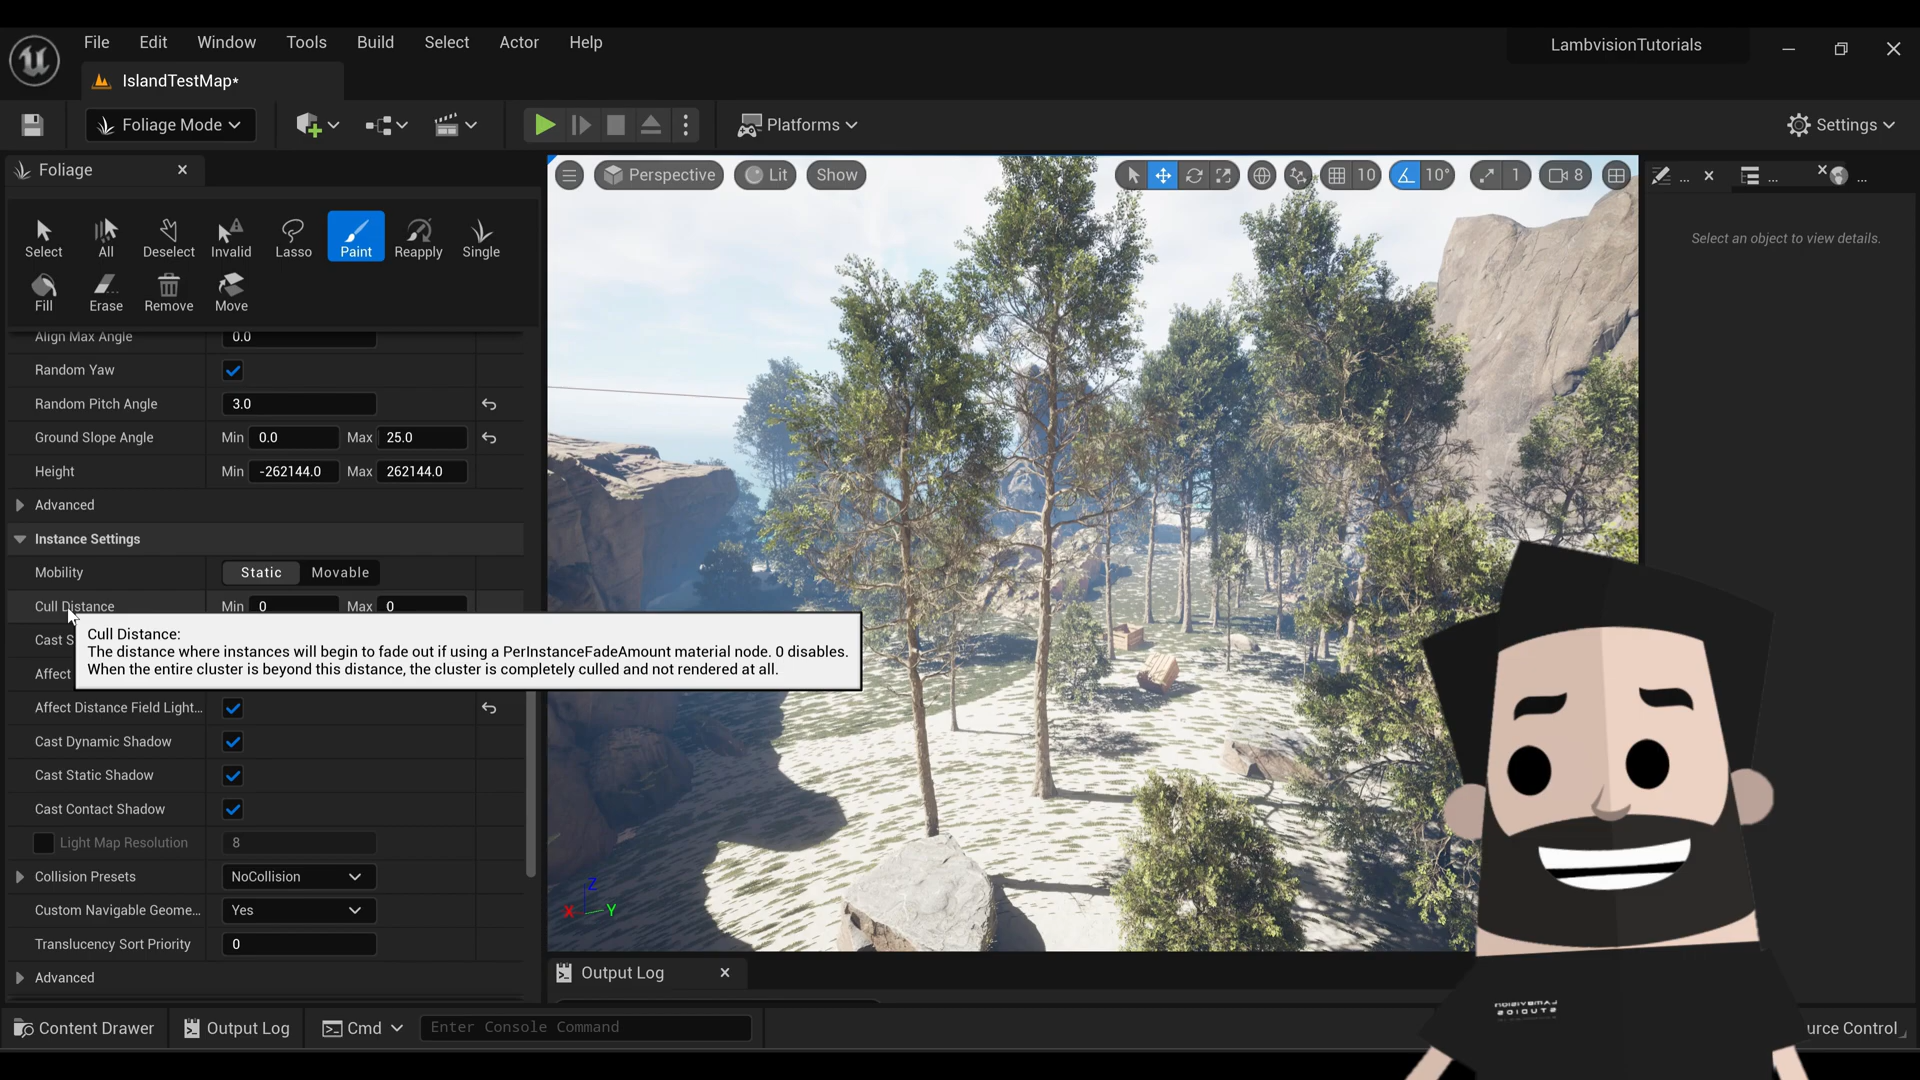 File Edit Window Tools Build Select Actor Help
LambvisionTutorials
IslandTestMap*
Foliage Mode
Platforms
Settings
Foliage
Perspective Lit Show
10 10° 1 8
... ... ...
Select All Deselect Invalid Lasso Paint Reapply Single
Fill Erase Remove Move
Select an object to view details.
Align Max Angle 0.0
Random Yaw
Random Pitch Angle 3.0
Ground Slope Angle Min 0.0 Max 25.0
Height Min -262144.0 Max 262144.0
Advanced
Instance Settings
Mobility Static Movable
Cull Distance Min 0 Max 0
Cast S
Affect
Cull Distance:
The distance where instances will begin to fade out if using a PerInstanceFadeAmount material node. 0 disables.
When the entire cluster is beyond this distance, the cluster is completely culled and not rendered at all.
Affect Distance Field Light...
Cast Dynamic Shadow
Cast Static Shadow
Cast Contact Shadow
Light Map Resolution 8
Collision Presets NoCollision
Custom Navigable Geome... Yes
Translucency Sort Priority 0
Advanced
Z
X Y
Output Log
Content Drawer Output Log Cmd Enter Console Command
urce Control